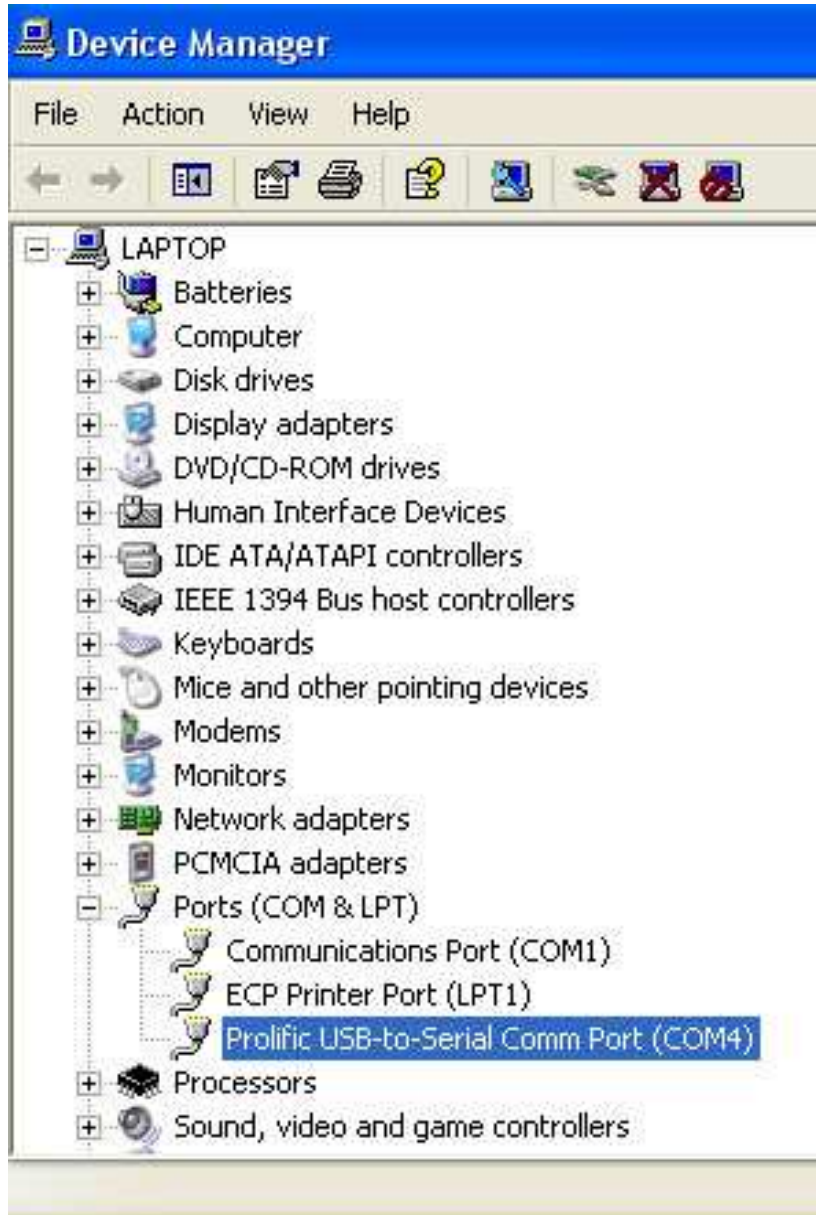 Device Manager
File Action View Help
LAPTOP
Batteries
Computer
Disk drives
Display adapters
DVD/CD-ROM drives
Human Interface Devices
IDE ATA/ATAPI controllers
IEEE 1394 Bus host controllers
Keyboards
Mice and other pointing devices
Modems
Monitors
Network adapters
PCMCIA adapters
Ports (COM & LPT)
Communications Port (COM1)
ECP Printer Port (LPT1)
Prolific USB-to-Serial Comm Port (COM4)
Processors
Sound, video and game controllers